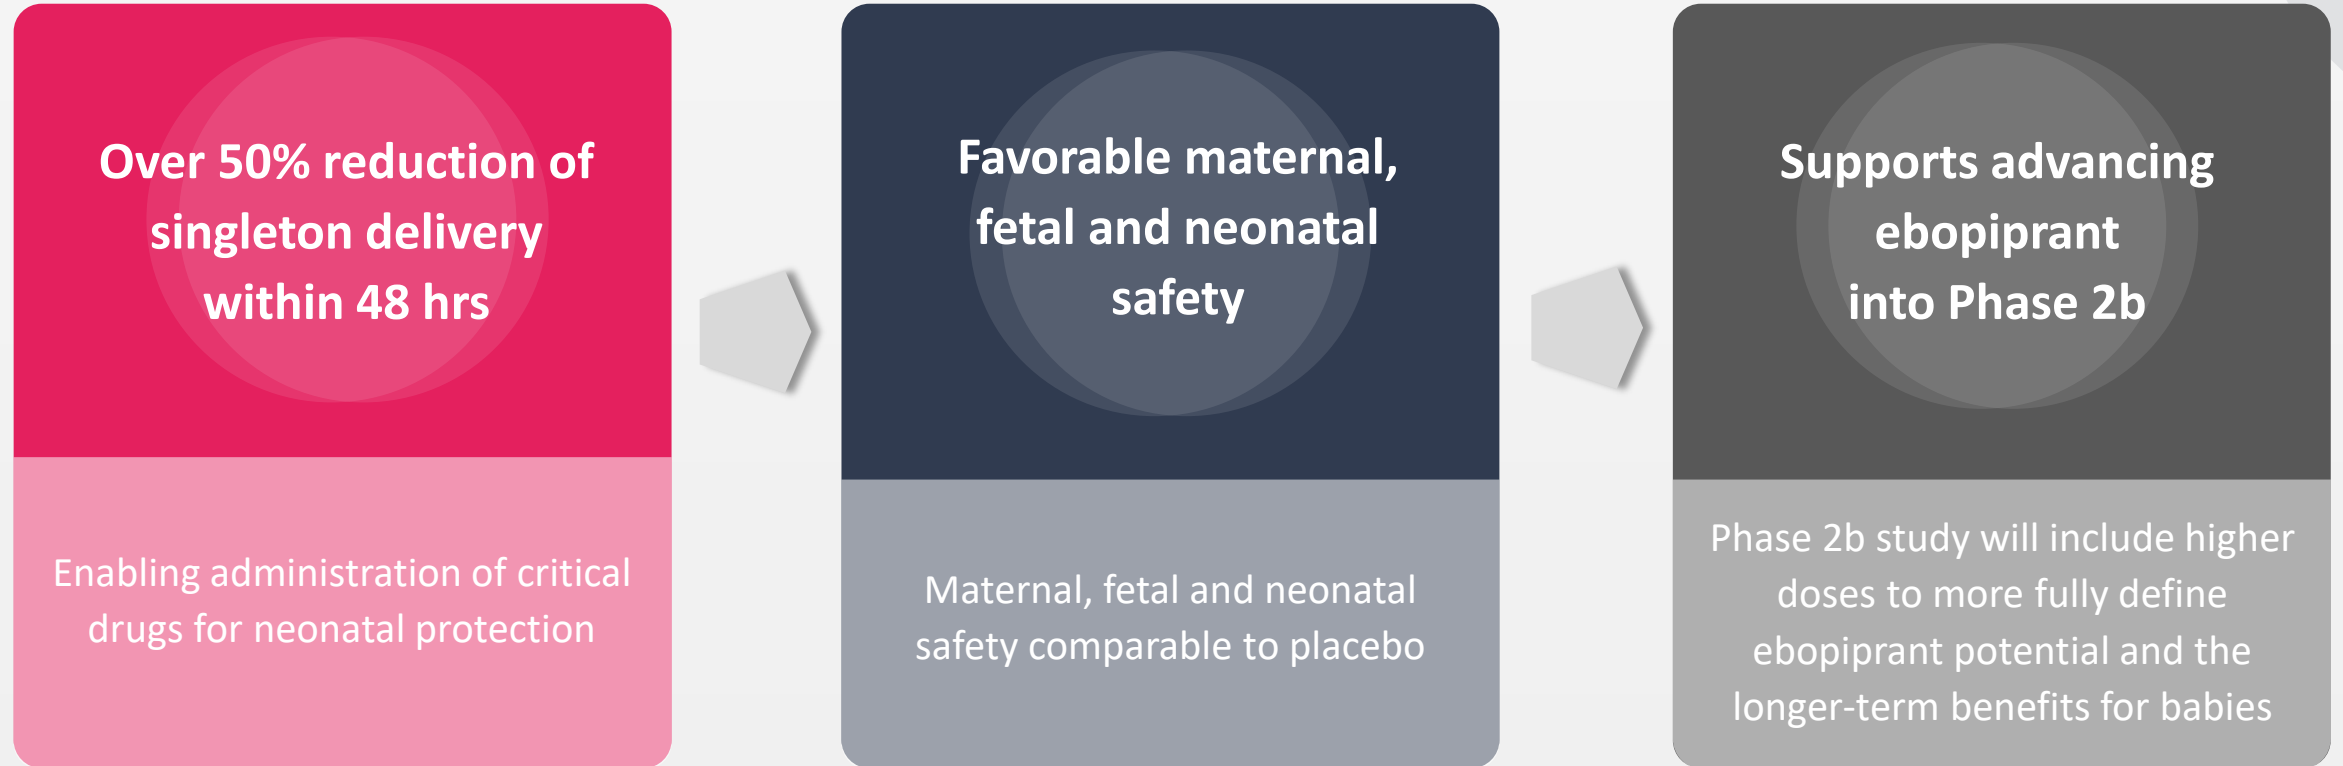 Over 50% reduction of
singleton delivery
within 48 hrs
Enabling administration of critical
drugs for neonatal protection
Favorable maternal,
fetal and neonatal
safety
Maternal, fetal and neonatal
safety comparable to placebo
Supports advancing
ebopiprant
into Phase 2b
Phase 2b study will include higher
doses to more fully define
ebopiprant potential and the
longer-term benefits for babies